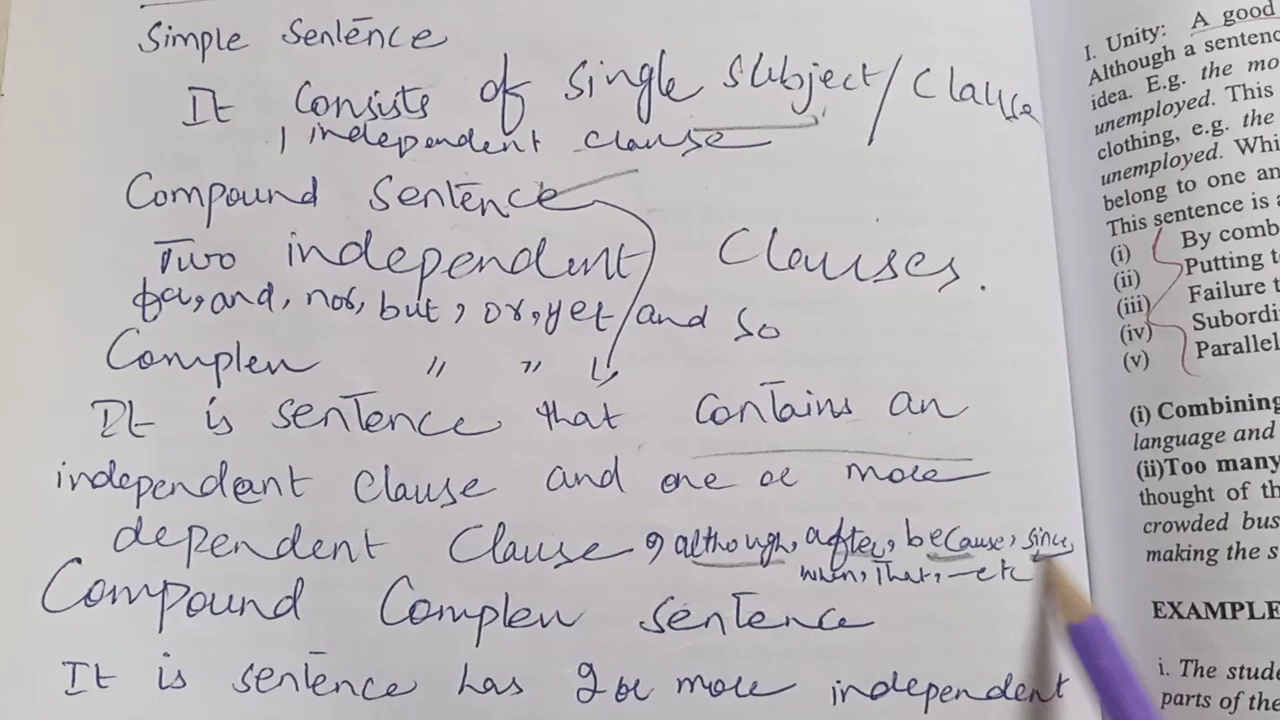 Simple Sentence
It Consists of Single Subject/Clause
1 independent clause
Compound Sentence
Two independent Clauses.
for, and, nor, but, or, yet, and so
Complex " "
It is sentence that contains an
independent clause and one or more
dependent Clause, although, after, because, since,
when, That, - etc
Compound Complex sentence
It is sentence has 2 or more independent
I. Unity: A good
Although a sentenc
idea. E.g. the mo
unemployed. This
clothing, e.g. the
unemployed. Whi
belong to one an
This sentence is a
(i) By comb
(ii) Putting t
(iii) Failure t
(iv) Subordi
(v) Parallel
(i) Combining
language and
(ii)Too many
thought of th
crowded bus
making the s
EXAMPLE
i. The stude
parts of the